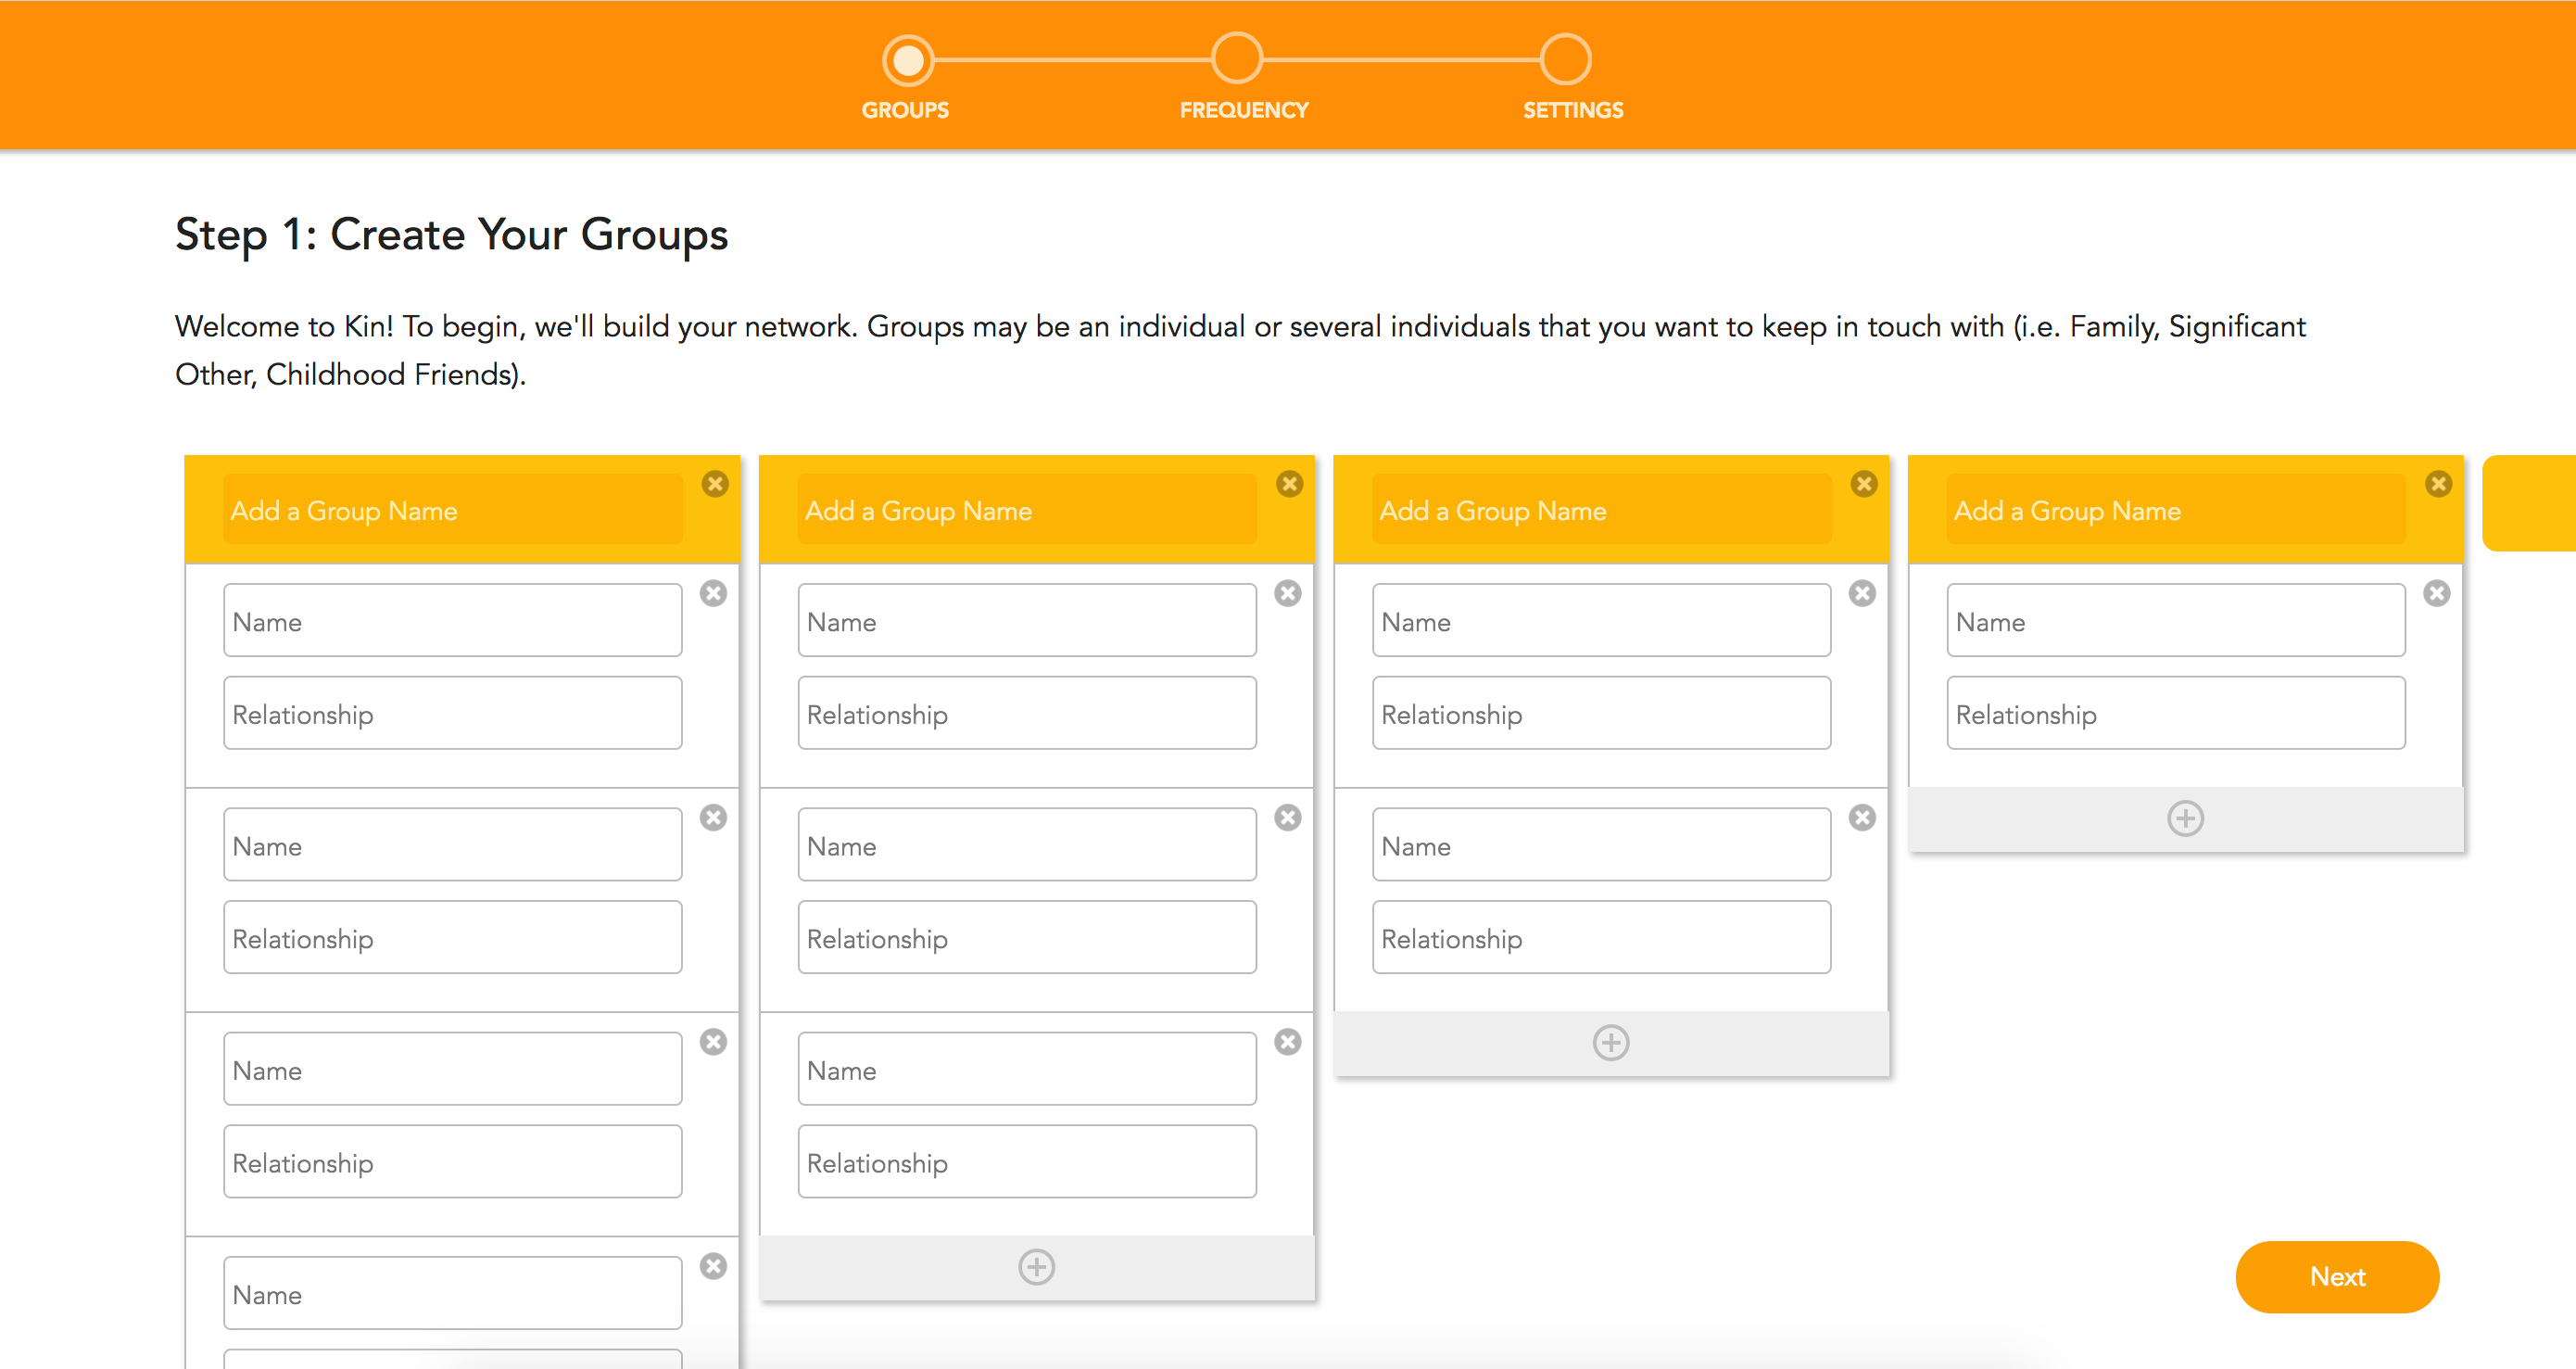 GROUPS
FREQUENCY
SETTINGS
Step 1: Create Your Groups
Welcome to Kin! To begin, we'll build your network. Groups may be an individual or several individuals that you want to keep in touch with (i.e. Family, Significant
Other, Childhood Friends).
Add a Group Name
Name
Relationship
Name
Relationship
Name
Relationship
Name
Add a Group Name
Name
Relationship
Name
Relationship
Name
Relationship
Add a Group Name
Name
Relationship
Name
Relationship
Add a Group Name
Name
Relationship
Next